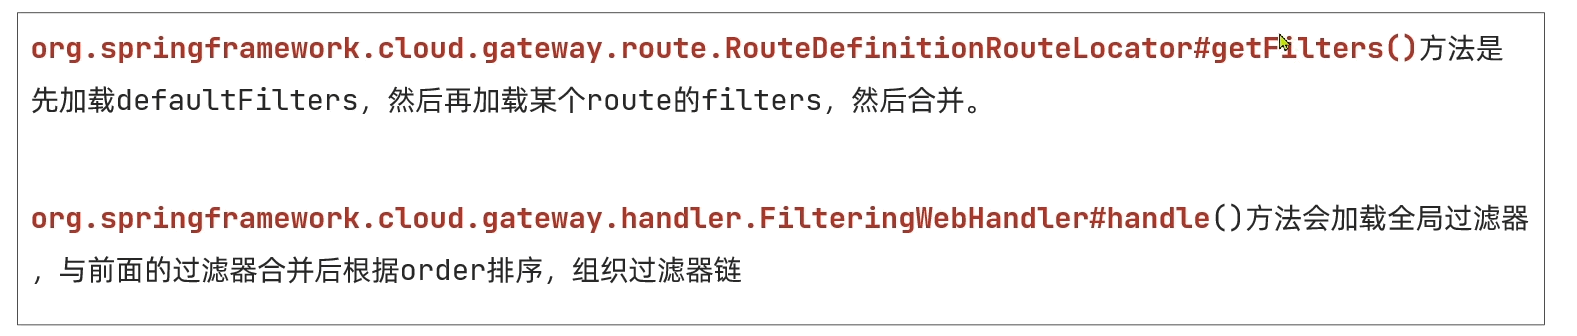 org.springframework.cloud.gateway.route.RouteDefinitionRouteLocator#getFilters()方法是
先加载defaultFilters，然后再加载某个route的filters，然后合并。
org.springframework.cloud.gateway.handler.FilteringWebHandler#handle()方法会加载全局过滤器
，与前面的过滤器合并后根据order排序，组织过滤器链